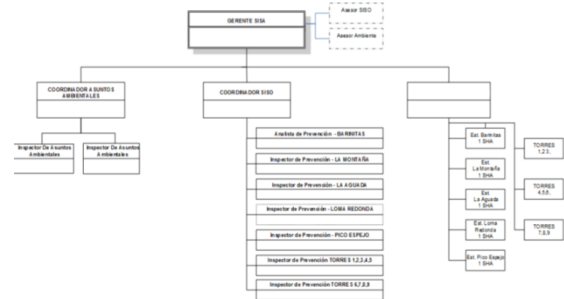 GERENTE SISA
Asesor SISO
Asesor Ambiente
COORDINADOR ASUNTOS
AMBIENTALES
COORDINADOR SISO
Inspector De Asuntos
Ambientales
Inspector De Asuntos
Ambientales
Analista de Prevención - BARINITAS
Inspector de Prevención - LA MONTAÑA
Inspector de Prevención - LA AGUADA
Inspector de Prevención - LOMA REDONDA
Inspector de Prevención - PICO ESPEJO
Inspector de Prevención TORRES 1,2,3,4,5
Inspector de Prevención TORRES 6,7,8,9
Est. Barinitas
1 SHA
Est.
La Montaña
1 SHA
Est.
La Aguada
1 SHA
Est. Loma
Redonda
1 SHA
Est. Pico Espejo
1 SHA
TORRES
1,2,3,
TORRES
4,5,6,
TORRES
7,8,9